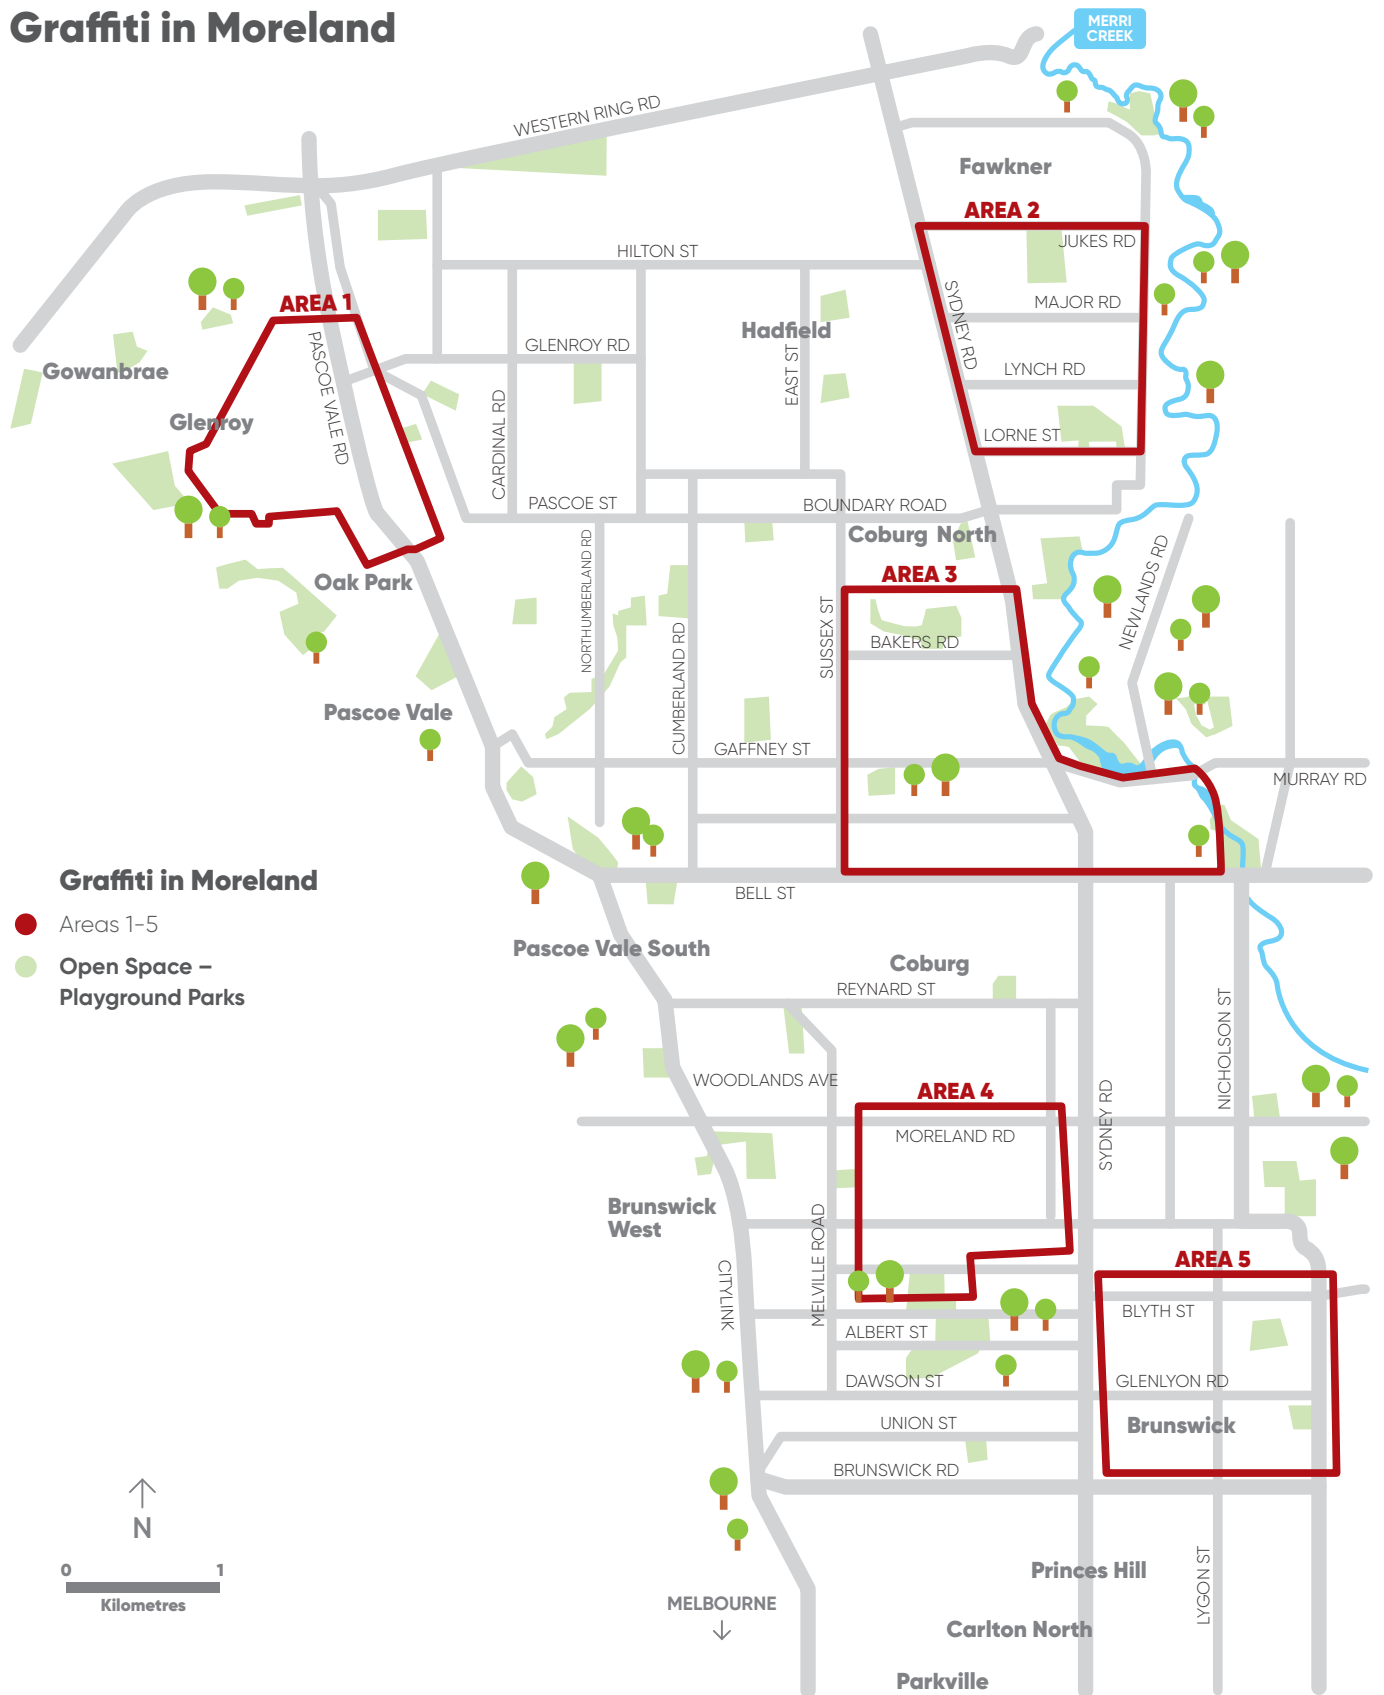 Graffiti in Moreland
MERRI
CREEK
WESTERN RING RD
Fawkner
AREA 2
JUKES RD
HILTON ST
SYDNEY RD
MAJOR RD
AREA 1
PASCOE VALE RD
Hadfield
GLENROY RD
EAST ST
Gowanbrae
LYNCH RD
Glenroy
CARDINAL RD
LORNE ST
PASCOE ST
BOUNDARY ROAD
Coburg North
NORTHUMBERLAND RD
NEWLANDS RD
AREA 3
Oak Park
SUSSEX ST
CUMBERLAND RD
BAKERS RD
Pascoe Vale
GAFFNEY ST
MURRAY RD
Graffiti in Moreland
Areas 1-5
Open Space –
Playground Parks
BELL ST
Pascoe Vale South
Coburg
REYNARD ST
NICHOLSON ST
WOODLANDS AVE
AREA 4
SYDNEY RD
MORELAND RD
Brunswick
West
MELVILLE ROAD
CITYLINK
AREA 5
BLYTH ST
ALBERT ST
DAWSON ST
GLENLYON RD
UNION ST
Brunswick
BRUNSWICK RD
N
0 1
Kilometres
Princes Hill
LYGON ST
MELBOURNE
Carlton North
Parkville